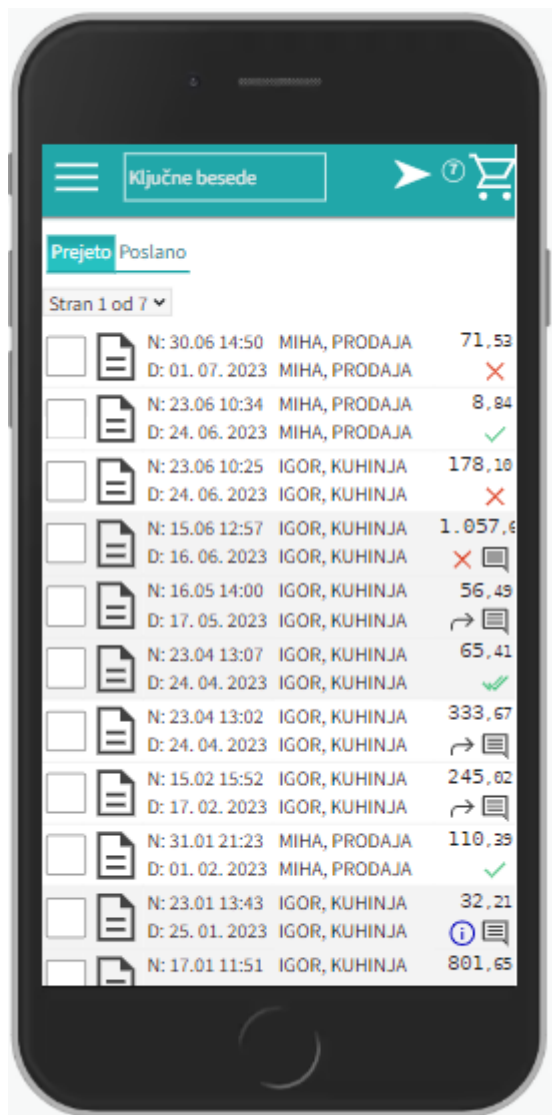 Ključne besede
7
Prejeto Poslano
Stran 1 od 7
N: 30.06 14:50 MIHA, PRODAJA 71,53
D: 01. 07. 2023 MIHA, PRODAJA
N: 23.06 10:34 MIHA, PRODAJA 8,84
D: 24. 06. 2023 MIHA, PRODAJA
N: 23.06 10:25 IGOR, KUHINJA 178,10
D: 24. 06. 2023 IGOR, KUHINJA
N: 15.06 12:57 IGOR, KUHINJA 1.057,
D: 16. 06. 2023 IGOR, KUHINJA
N: 16.05 14:00 IGOR, KUHINJA 56,49
D: 17. 05. 2023 IGOR, KUHINJA
N: 23.04 13:07 IGOR, KUHINJA 65,41
D: 24. 04. 2023 IGOR, KUHINJA
N: 23.04 13:02 IGOR, KUHINJA 333,67
D: 24. 04. 2023 IGOR, KUHINJA
N: 15.02 15:52 IGOR, KUHINJA 245,02
D: 17. 02. 2023 IGOR, KUHINJA
N: 31.01 21:23 MIHA, PRODAJA 110,39
D: 01. 02. 2023 MIHA, PRODAJA
N: 23.01 13:43 IGOR, KUHINJA 32,21
D: 25. 01. 2023 IGOR, KUHINJA
N: 17.01 11:51 IGOR, KUHINJA 801,65